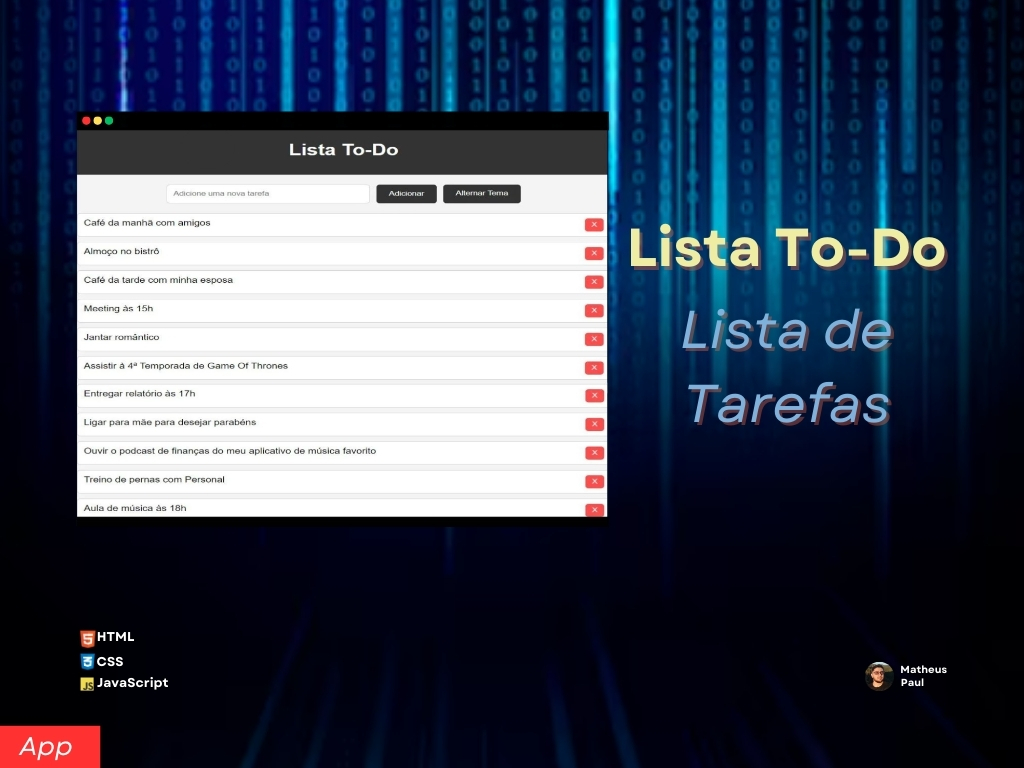 Lista To-Do
Adicione uma nova tarefa
Adicionar
Alternar Tema
Café da manhã com amigos
X
Almoço no bistrô
X
Café da tarde com minha esposa
X
Meeting às 15h
X
Jantar romântico
X
Assistir à 4ª Temporada de Game Of Thrones
X
Entregar relatório às 17h
X
Ligar para mãe para desejar parabéns
X
Ouvir o podcast de finanças do meu aplicativo de música favorito
X
Treino de pernas com Personal
X
Aula de música às 18h
X
Lista To-Do
Lista de
Tarefas
HTML
CSS
JS JavaScript
Matheus
Paul
App